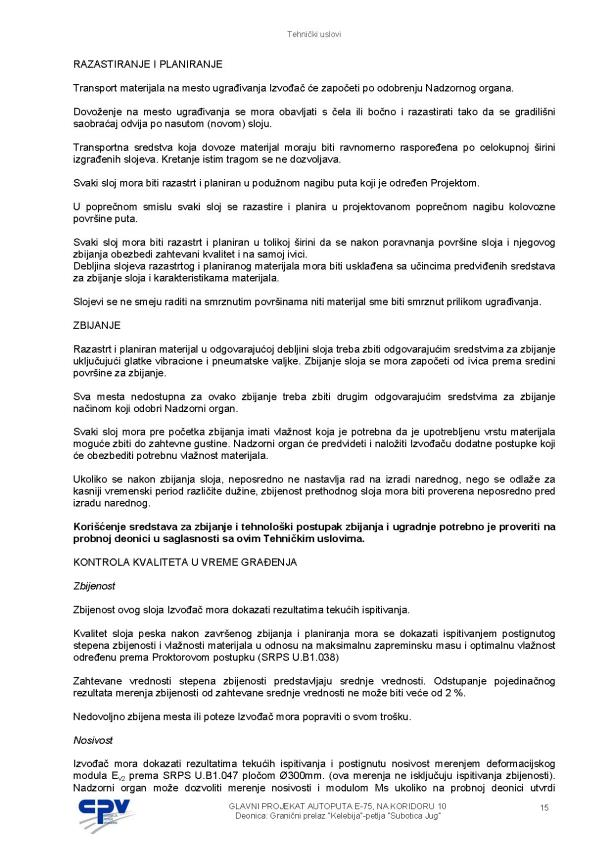 Tehnički uslovi
RAZASTIRANJE I PLANIRANJE
Transport materijala na mesto ugrađivanja Izvođač će započeti po odobrenju Nadzornog organa.
Dovoženje na mesto ugrađivanja se mora obavljati s čela ili bočno i razastirati tako da se gradilišni
saobraćaj odvija po nasutom (novom) sloju.
Transportna sredstva koja dovoze materijal moraju biti ravnomerno raspoređena po celokupnoj širini
izgrađenih slojeva. Kretanje istim tragom se ne dozvoljava.
Svaki sloj mora biti razastrt i planiran u podužnom nagibu puta koji je određen Projektom.
U poprečnom smislu svaki sloj se razastire i planira u projektovanom poprečnom nagibu kolovozne
površine puta.
Svaki sloj mora biti razastrt i planiran u tolikoj širini da se nakon poravnanja površine sloja i njegovog
zbijanja obezbedi zahtevani kvalitet i na samoj ivici.
Debljina slojeva razastrtog i planiranog materijala mora biti usklađena sa učincima predviđenih sredstava
za zbijanje sloja i karakteristikama materijala.
Slojevi se ne smeju raditi na smrznutim površinama niti materijal sme biti smrznut prilikom ugrađivanja.
ZBIJANJE
Razastrt i planiran materijal u odgovarajućoj debljini sloja treba zbiti odgovarajućim sredstvima za zbijanje
uključujući glatke vibracione i pneumatske valjke. Zbijanje sloja se mora započeti od ivica prema sredini
površine za zbijanje.
Sva mesta nedostupna za ovako zbijanje treba zbiti drugim odgovarajućim sredstvima za zbijanje
načinom koji odobri Nadzorni organ.
Svaki sloj mora pre početka zbijanja imati vlažnost koja je potrebna da je upotrebljenu vrstu materijala
moguće zbiti do zahtevne gustine. Nadzorni organ će predvideti i naložiti Izvođaču dodatne postupke koji
će obezbediti potrebnu vlažnost materijala.
Ukoliko se nakon zbijanja sloja, neposredno ne nastavlja rad na izradi narednog, nego se odlaže za
kasniji vremenski period različite dužine, zbijenost prethodnog sloja mora biti proverena neposredno pred
izradu narednog.
Korišćenje sredstava za zbijanje i tehnološki postupak zbijanja i ugradnje potrebno je proveriti na
probnoj deonici u saglasnosti sa ovim Tehničkim uslovima.
KONTROLA KVALITETA U VREME GRAĐENJA
Zbijenost
Zbijenost ovog sloja Izvođač mora dokazati rezultatima tekućih ispitivanja.
Kvalitet sloja peska nakon završenog zbijanja i planiranja mora se dokazati ispitivanjem postignutog
stepena zbijenosti i vlažnosti materijala u odnosu na maksimalnu zapreminsku masu i optimalnu vlažnost
određenu prema Proktorovom postupku (SRPS U.B1.038)
Zahtevane vrednosti stepena zbijenosti predstavljaju srednje vrednosti. Odstupanje pojedinačnog
rezultata merenja zbijenosti od zahtevane srednje vrednosti ne može biti veće od 2 %.
Nedovoljno zbijena mesta ili poteze Izvođač mora popraviti o svom trošku.
Nosivost
Izvođač mora dokazati rezultatima tekućih ispitivanja i postignutu nosivost merenjem deformacijskog
modula Ev2 prema SRPS U.B1.047 pločom Ø300mm. (ova merenja ne isključuju ispitivanja zbijenosti).
Nadzorni organ može dozvoliti merenje nosivosti i modulom Ms ukoliko na probnoj deonici utvrdi
CPV
GLAVNI PROJEKAT AUTOPUTA E-75, NA KORIDORU 10
Deonica: Granični prelaz "Kelebija"-petlja "Subotica Jug"
15